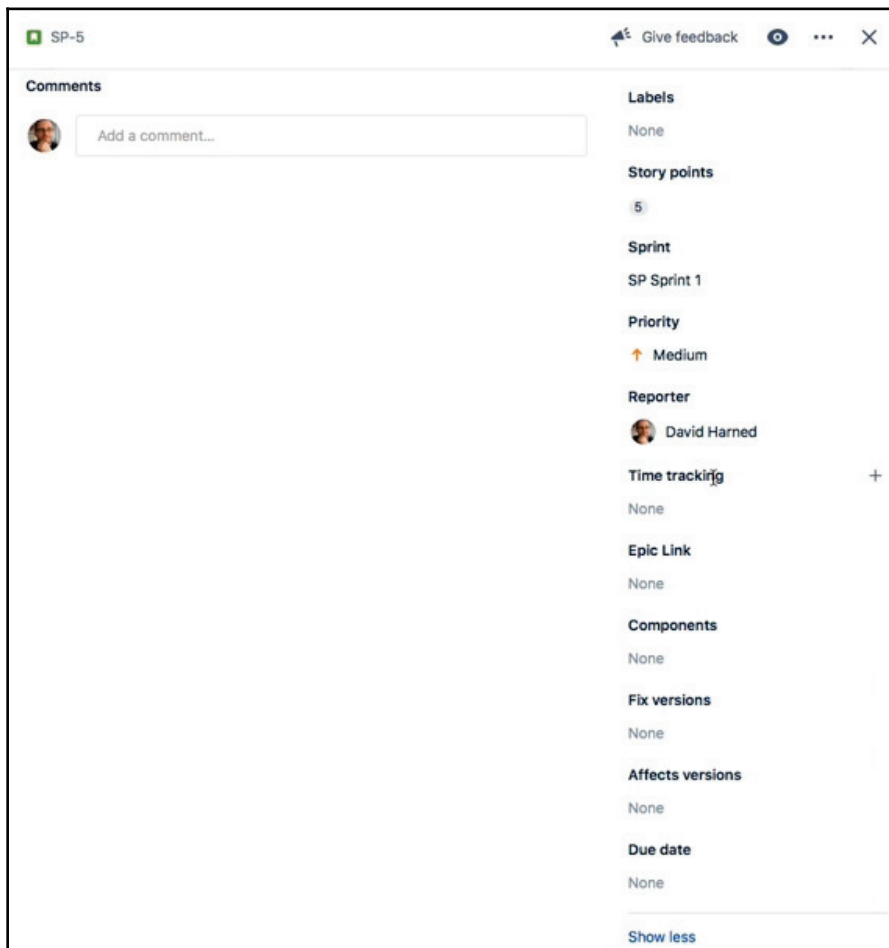 SP-5
Give feedback
Comments
Add a comment...
Labels
None
Story points
5
Sprint
SP Sprint 1
Priority
Medium
Reporter
David Harned
Time tracking
None
Epic Link
None
Components
None
Fix versions
None
Affects versions
None
Due date
None
Show less